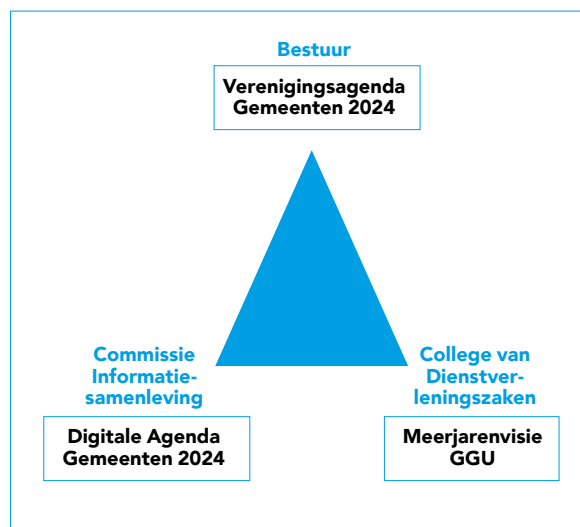 Bestuur
Verenigingsagenda
Gemeenten 2024
Commissie
Informatie-
samenleving
Digitale Agenda
Gemeenten 2024
College van
Dienstver-
leningszaken
Meerjarenvisie
GGU